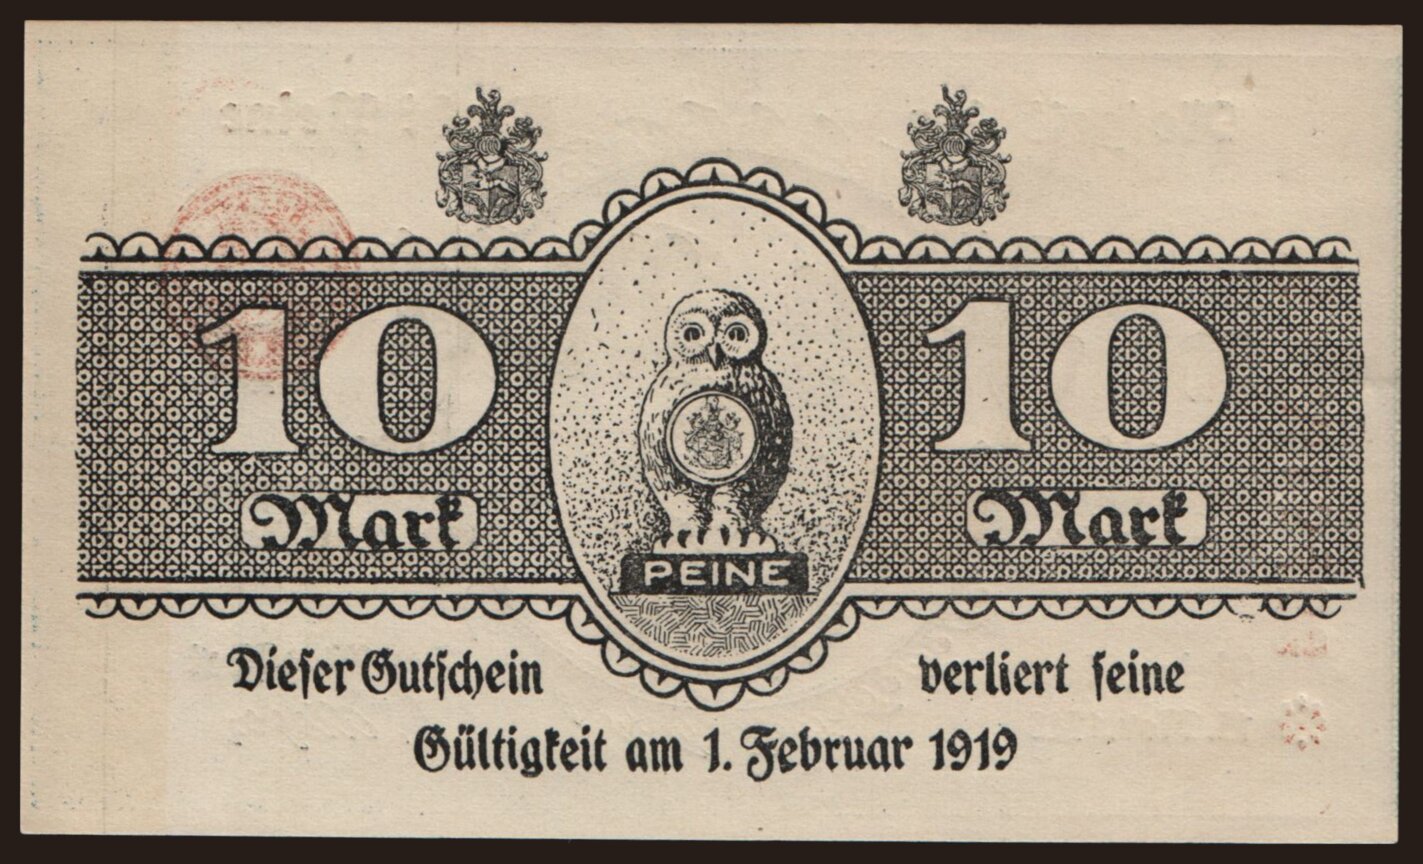 10 10
Mark Mark
PEINE
Dieser Gutschein verliert seine
Gültigkeit am 1. Februar 1919